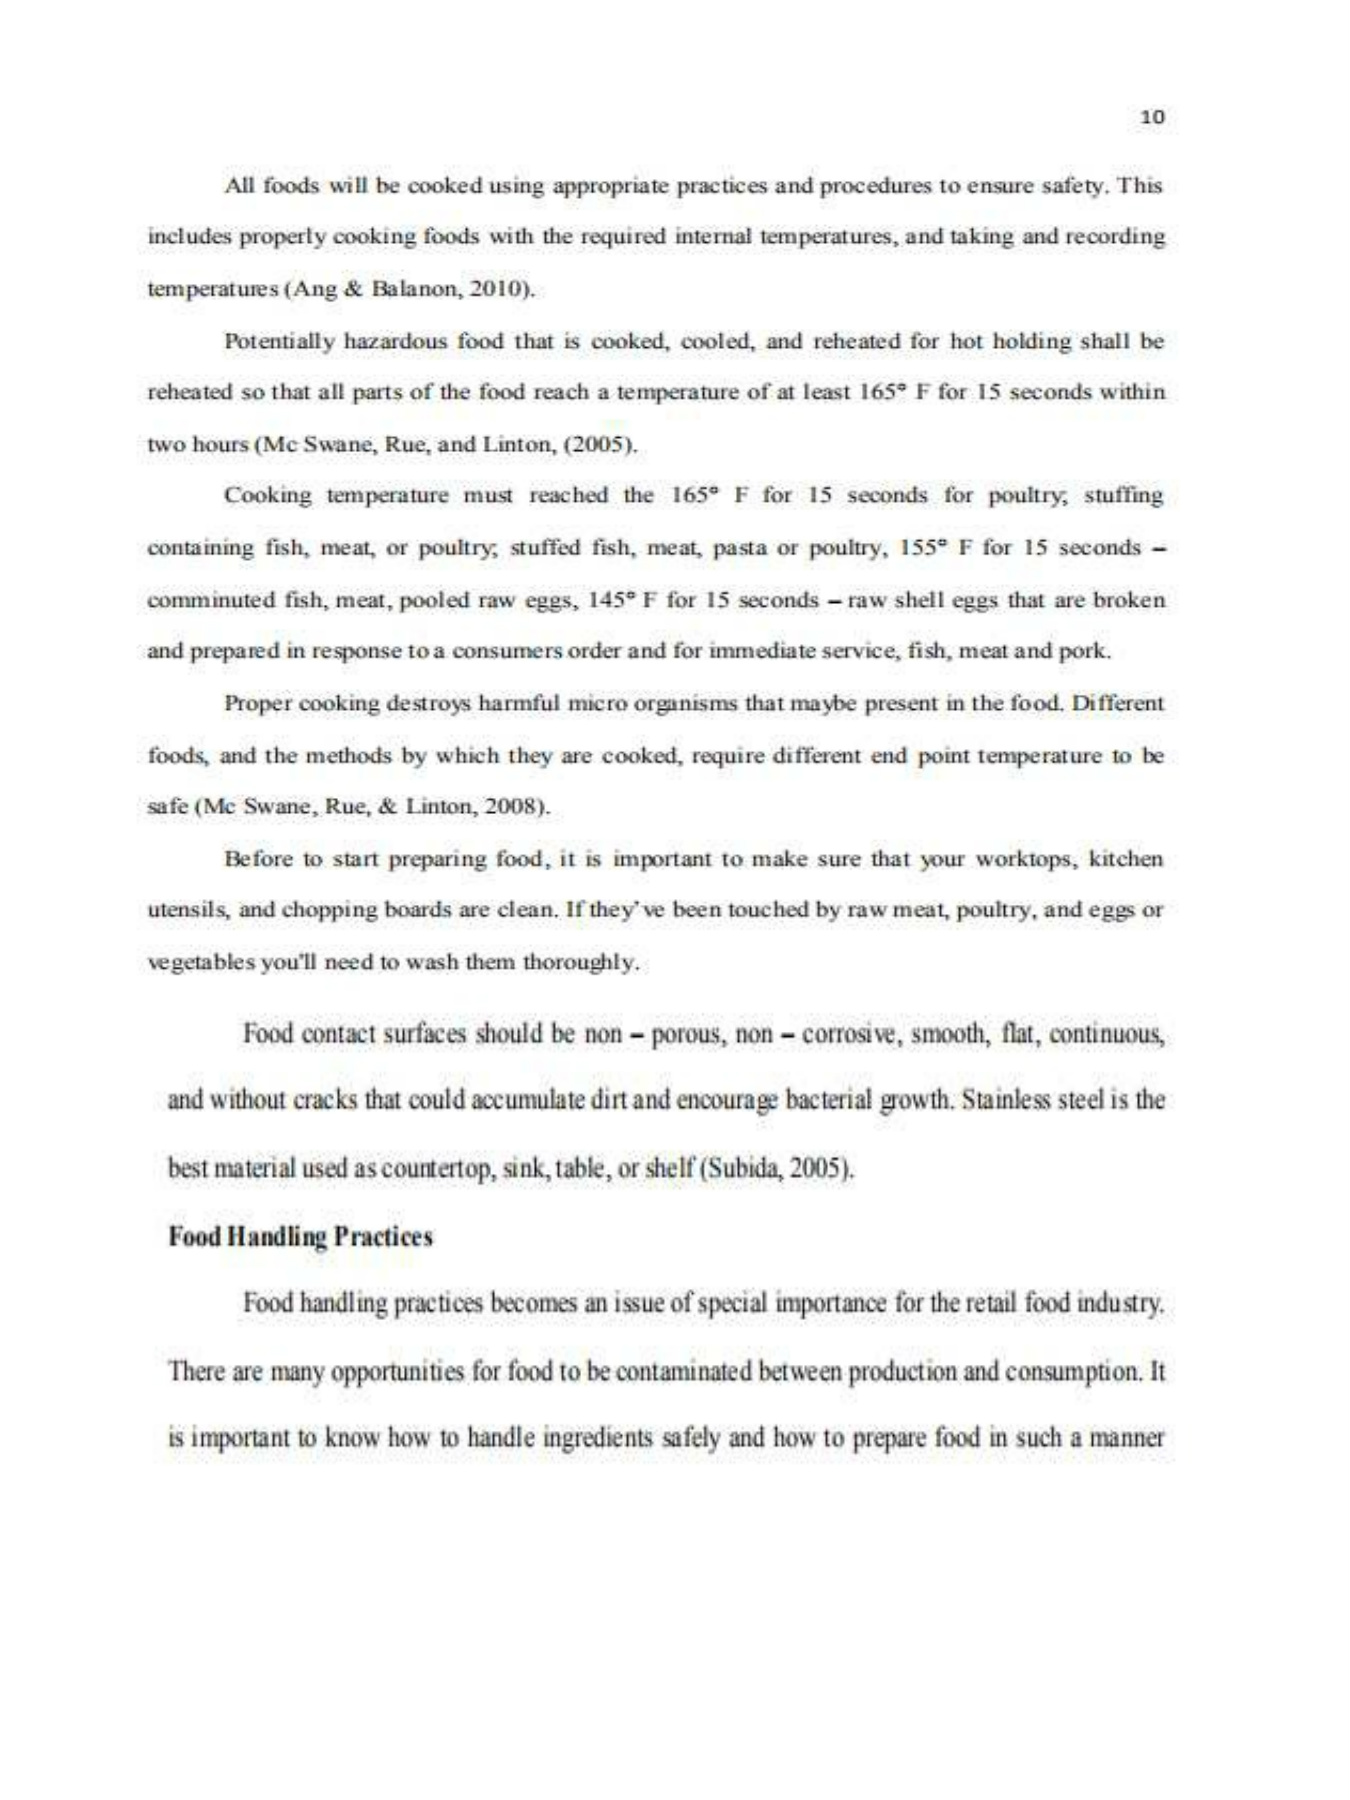 10
All foods will be cooked using appropriate practices and procedures to ensure safety. This
includes properly cooking foods with the required internal temperatures, and taking and recording
temperatures (Ang & Balanon, 2010).
Potentially hazardous food that is cooked, cooled, and reheated for hot holding shall be
reheated so that all parts of the food reach a temperature of at least 165° F for 15 seconds within
two hours (Mc Swane, Rue, and Linton, (2005).
Cooking temperature must reached the 165° F for 15 seconds for poultry; stuffing
containing fish, meat, or poultry; stuffed fish, meat, pasta or poultry, 155° F for 15 seconds –
comminuted fish, meat, pooled raw eggs, 145° F for 15 seconds – raw shell eggs that are broken
and prepared in response to a consumers order and for immediate service, fish, meat and pork.
Proper cooking destroys harmful micro organisms that maybe present in the food. Different
foods, and the methods by which they are cooked, require different end point temperature to be
safe (Mc Swane, Rue, & Linton, 2008).
Before to start preparing food, it is important to make sure that your worktops, kitchen
utensils, and chopping boards are clean. If they've been touched by raw meat, poultry, and eggs or
vegetables you'll need to wash them thoroughly.
Food contact surfaces should be non – porous, non – corrosive, smooth, flat, continuous,
and without cracks that could accumulate dirt and encourage bacterial growth. Stainless steel is the
best material used as countertop, sink, table, or shelf (Subida, 2005).
Food Handling Practices
Food handling practices becomes an issue of special importance for the retail food industry.
There are many opportunities for food to be contaminated between production and consumption. It
is important to know how to handle ingredients safely and how to prepare food in such a manner